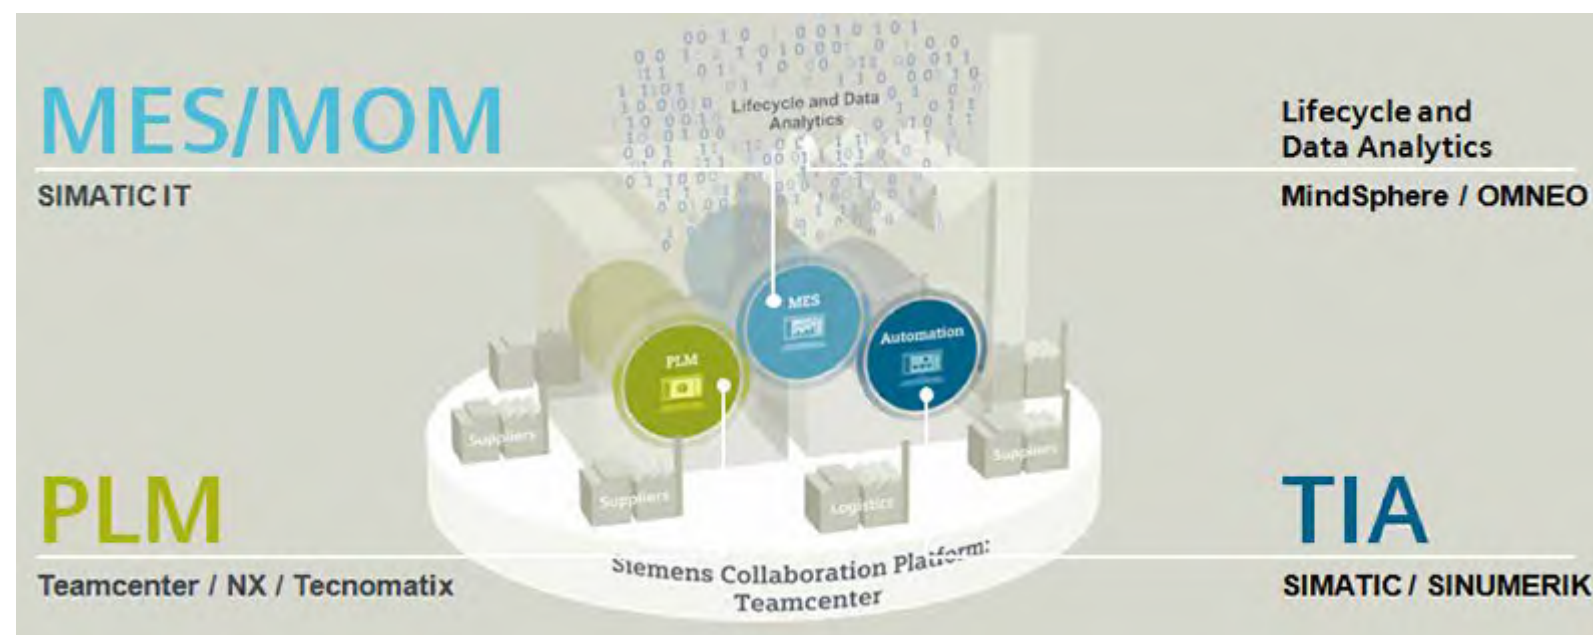 MES/MOM
SIMATIC IT
Lifecycle and Data
Analytics
Lifecycle and
Data Analytics
MindSphere / OMNEO
MES
Automation
PLM
Suppliers
Suppliers
Suppliers
Logistics
PLM
Teamcenter / NX / Tecnomatix
Siemens Collaboration Platform:
Teamcenter
TIA
SIMATIC / SINUMERIK